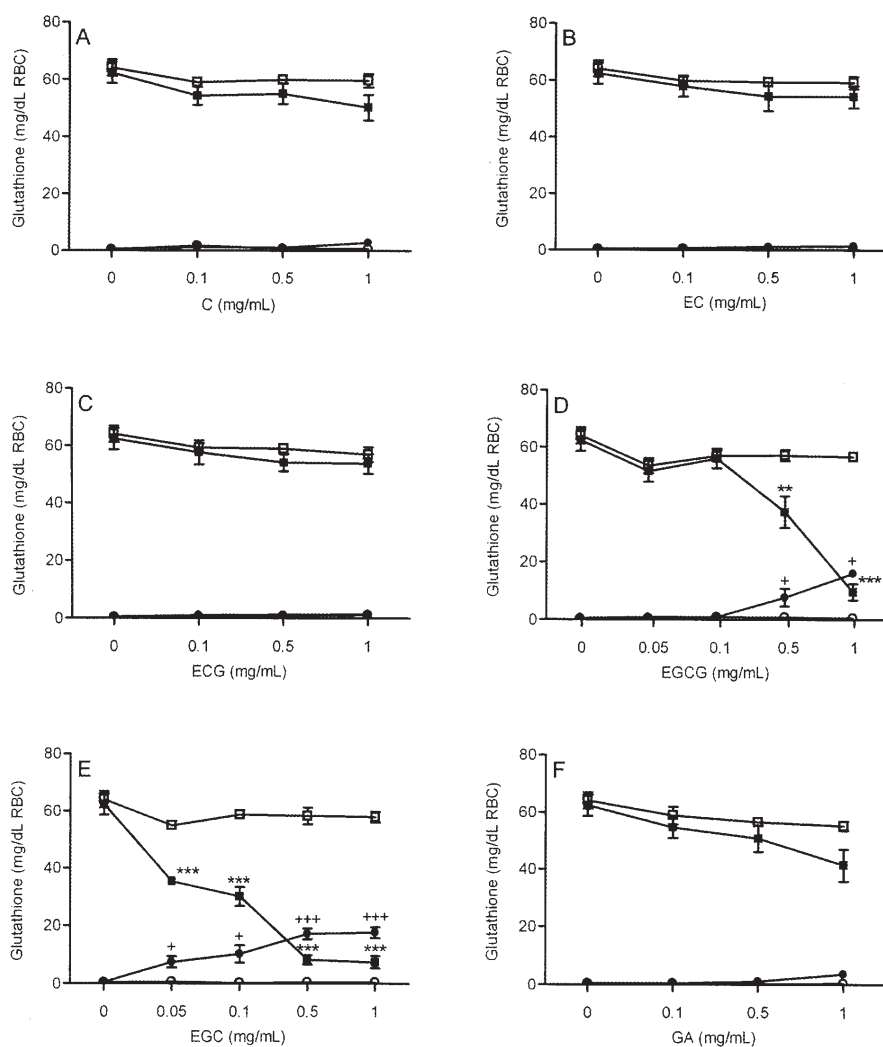 A
Glutathione (mg/dL RBC)
80
60
40
20
0
0 0.1 0.5 1
C (mg/mL)
B
Glutathione (mg/dL RBC)
80
60
40
20
0
0 0.1 0.5 1
EC (mg/mL)
C
Glutathione (mg/dL RBC)
80
60
40
20
0
0 0.1 0.5 1
ECG (mg/mL)
D
Glutathione (mg/dL RBC)
80
60
40
20
0
**
+
+
***
0 0.05 0.1 0.5 1
EGCG (mg/mL)
E
Glutathione (mg/dL RBC)
80
60
40
20
0
***
***
+++ +++
+ +
*** ***
0 0.05 0.1 0.5 1
EGC (mg/mL)
F
Glutathione (mg/dL RBC)
80
60
40
20
0
0 0.1 0.5 1
GA (mg/mL)